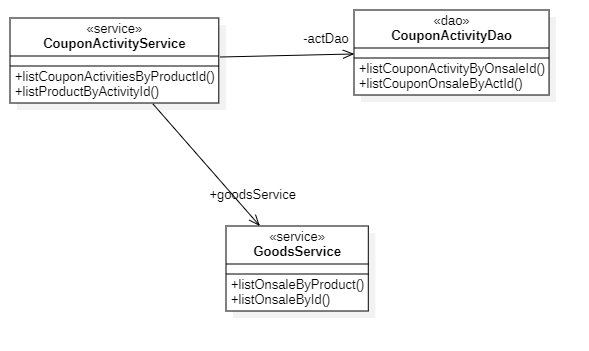 «service»
CouponActivityService
+listCouponActivitiesByProductId()
+listProductByActivityId()
-actDao
«dao»
CouponActivityDao
+listCouponActivityByOnsaleId()
+listCouponOnsaleByActId()
+goodsService
«service»
GoodsService
+listOnsaleByProduct()
+listOnsaleById()